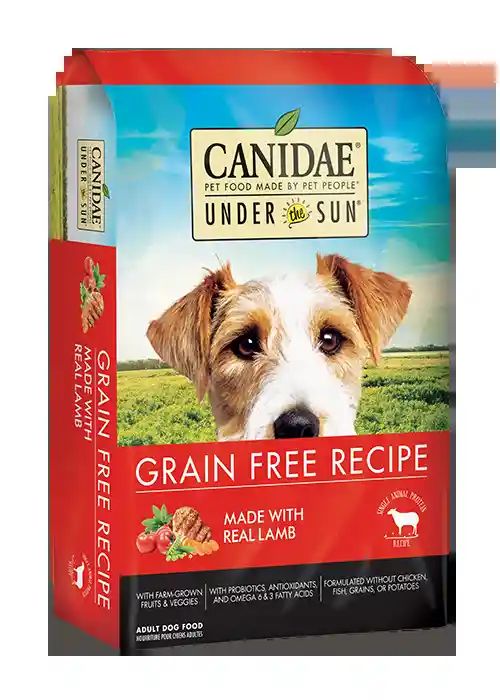 CANIDAE®
PET FOOD MADE BY PET PEOPLE®
UNDER the SUN®
GRAIN FREE RECIPE
MADE WITH
REAL LAMB
SINGLE ANIMAL PROTEIN
RECIPE
WITH FARM-GROWN
FRUITS & VEGGIES
WITH PROBIOTICS, ANTIOXIDANTS,
AND OMEGA 6 & 3 FATTY ACIDS
FORMULATED WITHOUT CHICKEN,
FISH, GRAINS, OR POTATOES
ADULT DOG FOOD
NOURRITURE POUR CHIENS ADULTES
CANIDAE®
UNDER the SUN®
GRAIN FREE RECIPE
MADE WITH
REAL LAMB